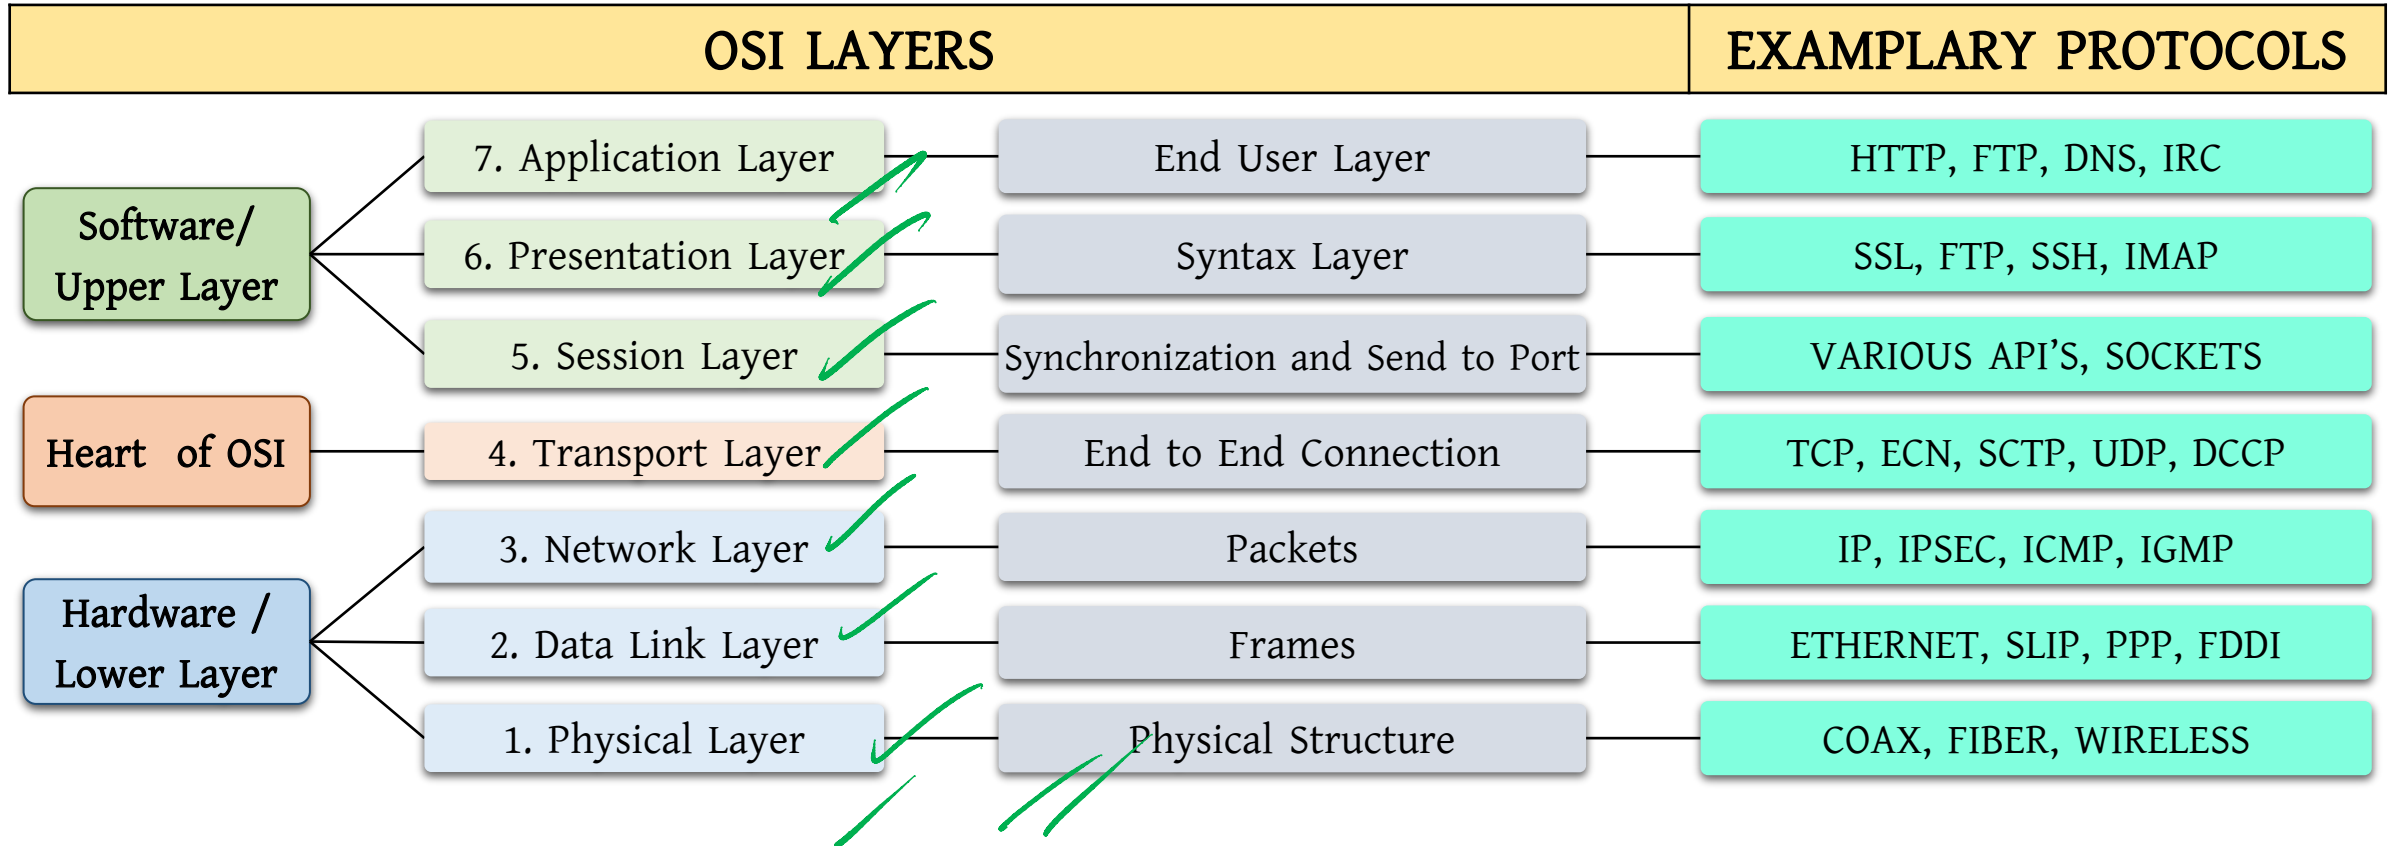 OSI LAYERS
EXAMPLARY PROTOCOLS
Software/
Upper Layer
7. Application Layer
End User Layer
HTTP, FTP, DNS, IRC
6. Presentation Layer
Syntax Layer
SSL, FTP, SSH, IMAP
5. Session Layer
Synchronization and Send to Port
VARIOUS API’S, SOCKETS
Heart of OSI
4. Transport Layer
End to End Connection
TCP, ECN, SCTP, UDP, DCCP
Hardware /
Lower Layer
3. Network Layer
Packets
IP, IPSEC, ICMP, IGMP
2. Data Link Layer
Frames
ETHERNET, SLIP, PPP, FDDI
1. Physical Layer
Physical Structure
COAX, FIBER, WIRELESS